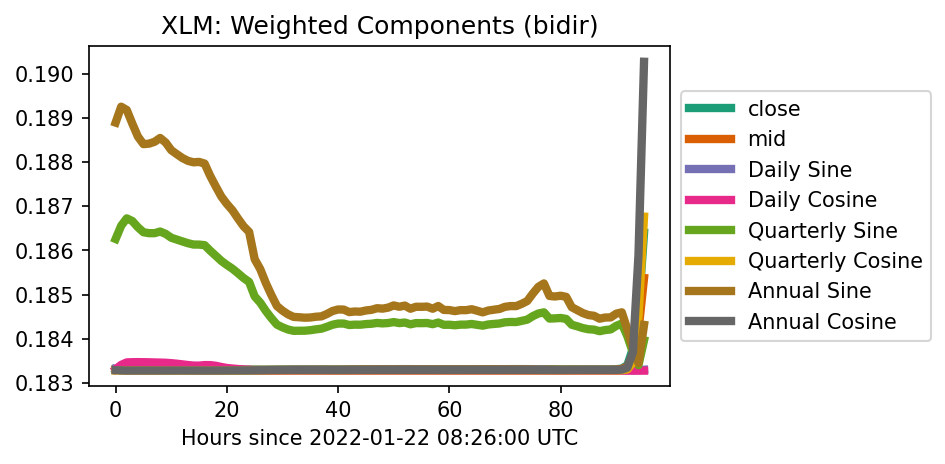 XLM: Weighted Components (bidir)
0.190
0.189
0.188
0.187
0.186
0.185
0.184
0.183
0
20
40
60
80
Hours since 2022-01-22 08:26:00 UTC
close
mid
Daily Sine
Daily Cosine
Quarterly Sine
Quarterly Cosine
Annual Sine
Annual Cosine